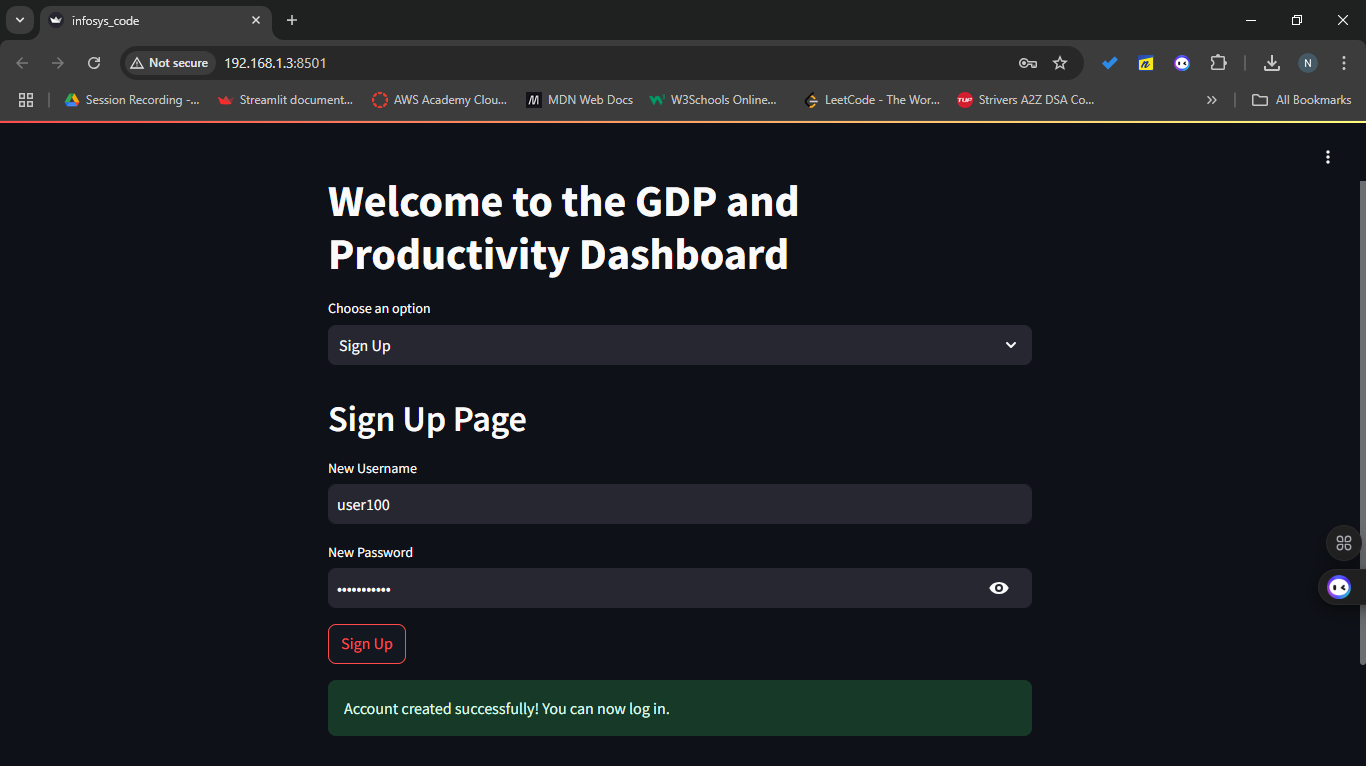 infosys_code
Not secure
192.168.1.3:8501
N
Session Recording -...
Streamlit document...
AWS Academy Clou...
MDN Web Docs
W3Schools Online...
LeetCode - The Wor...
TUF
Strivers A2Z DSA Co...
All Bookmarks
Welcome to the GDP and
Productivity Dashboard
Choose an option
Sign Up
Sign Up Page
New Username
user100
New Password
•••••••••••
Sign Up
Account created successfully! You can now log in.